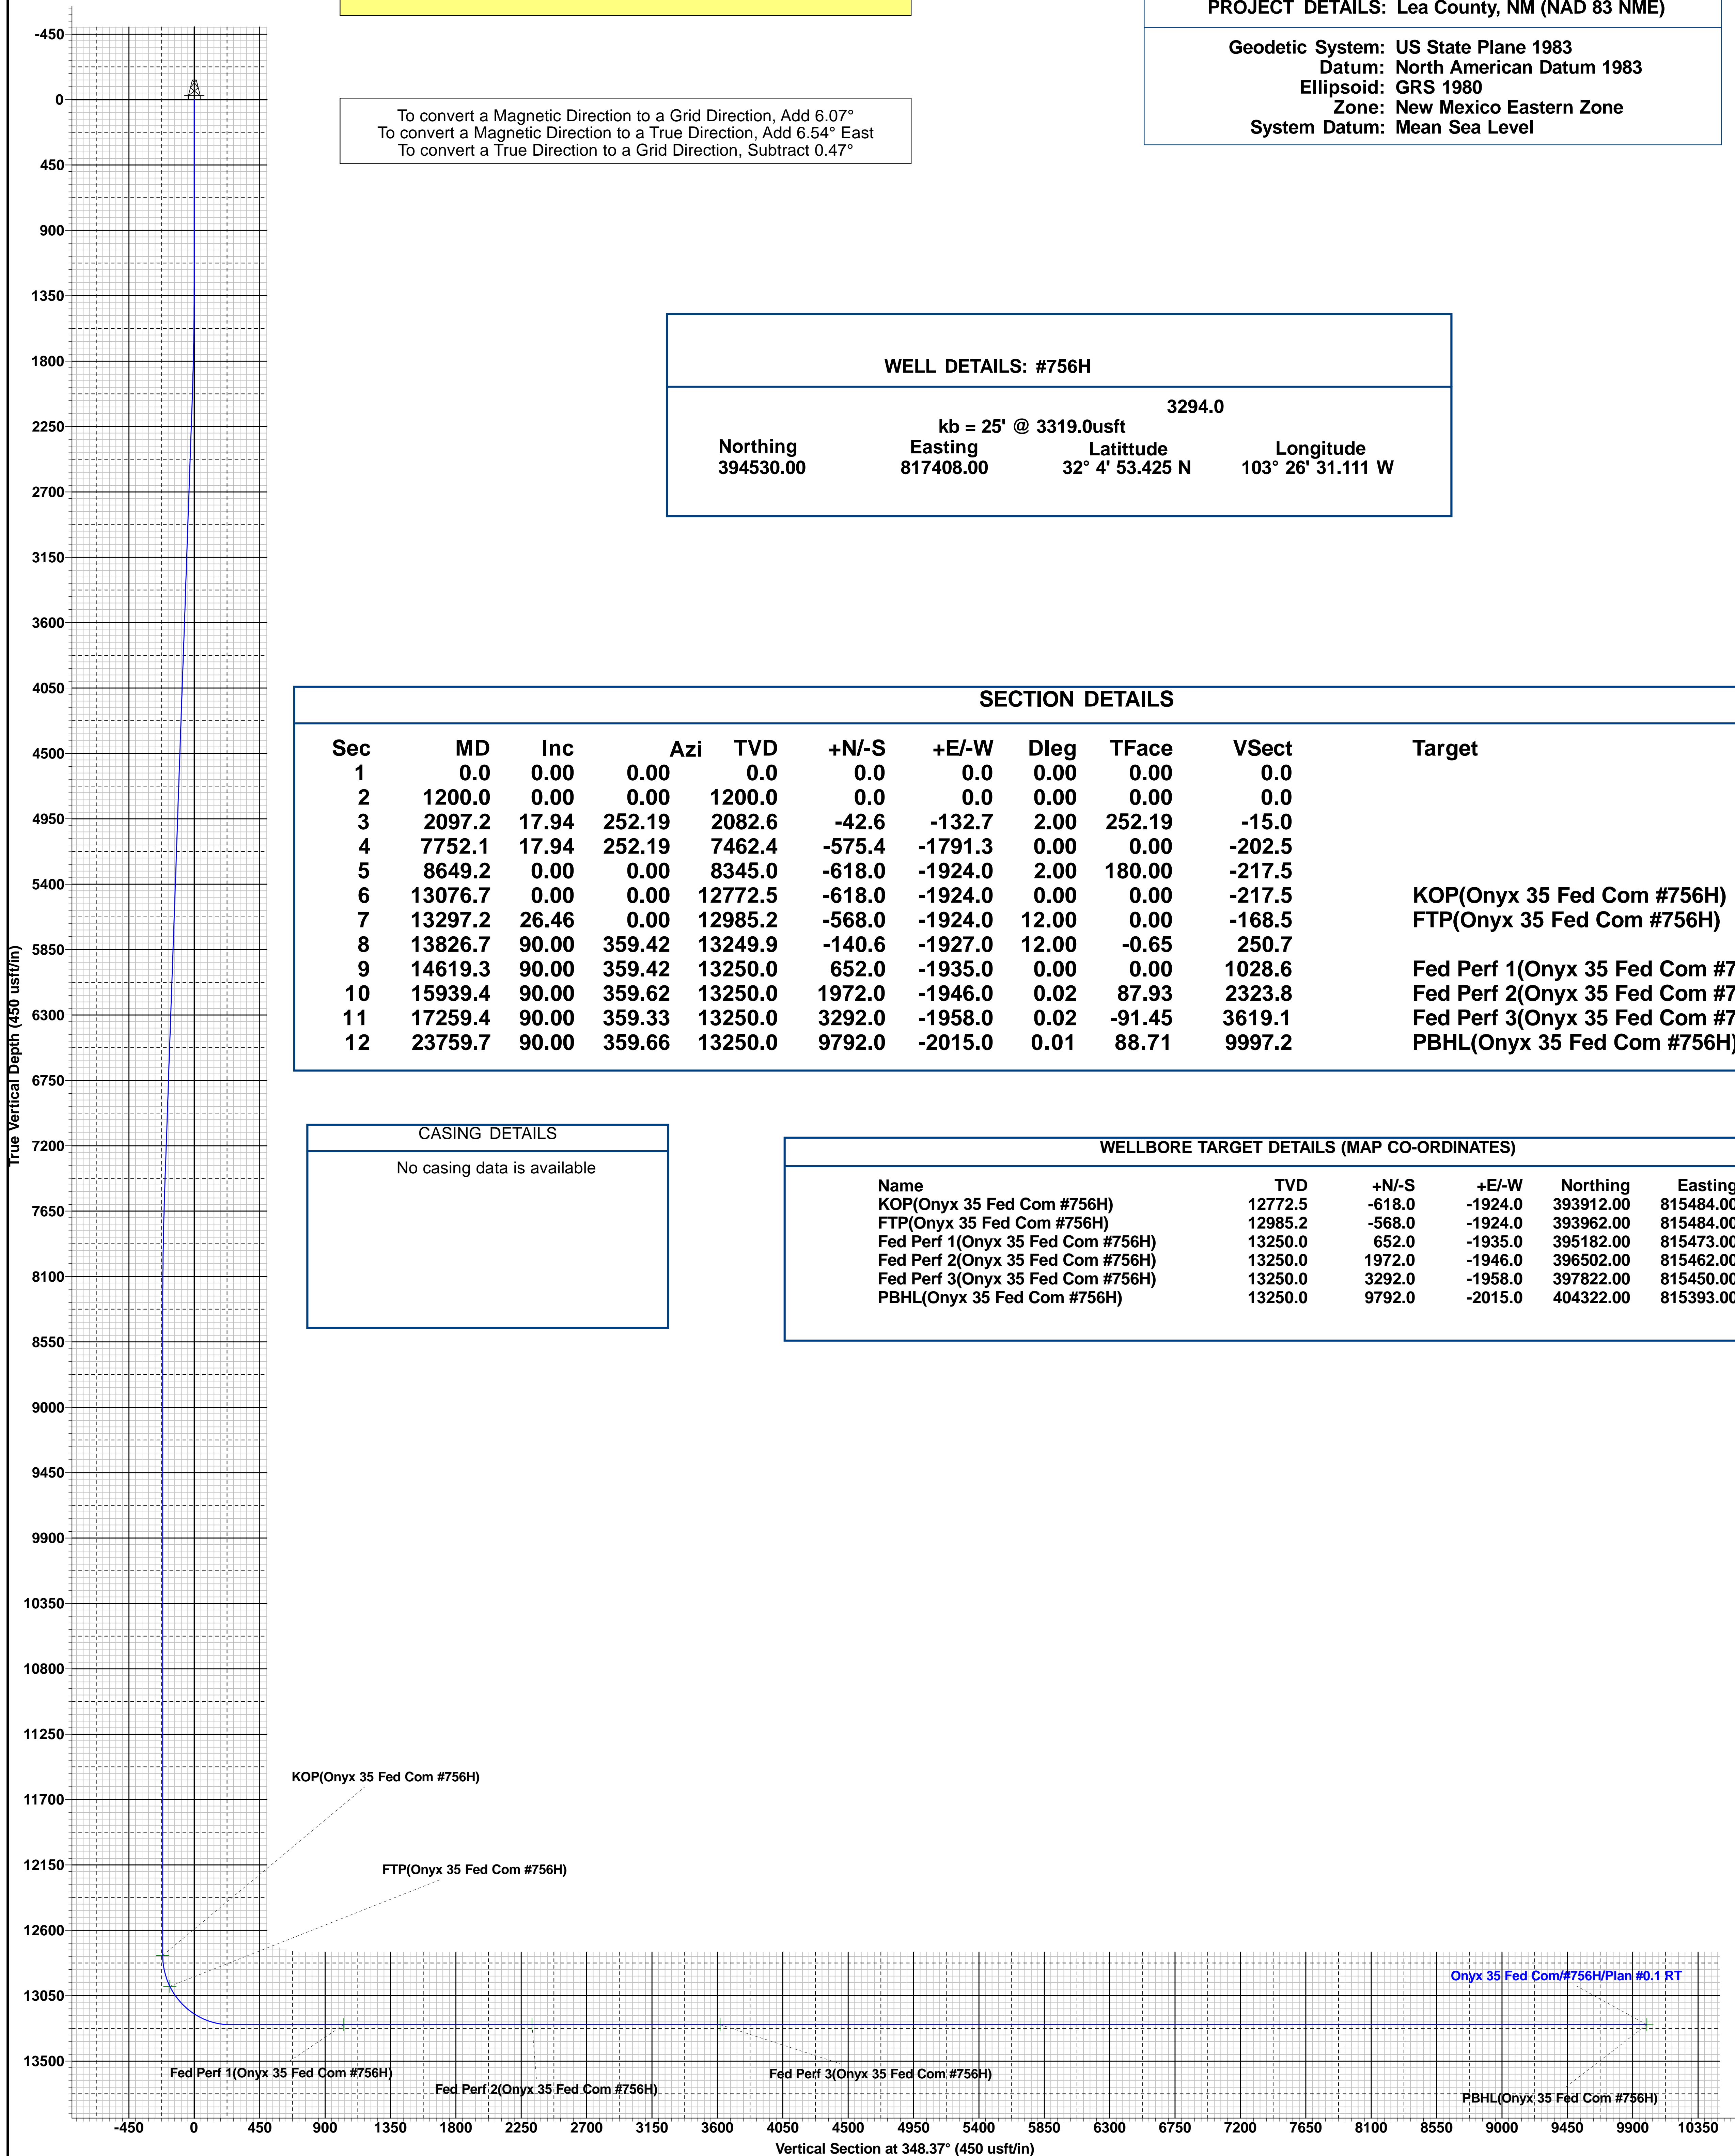 PROJECT DETAILS: Lea County, NM (NAD 83 NME)
Geodetic System: US State Plane 1983
Datum: North American Datum 1983
Ellipsoid: GRS 1980
Zone: New Mexico Eastern Zone
System Datum: Mean Sea Level
To convert a Magnetic Direction to a Grid Direction, Add 6.07°
To convert a Magnetic Direction to a True Direction, Add 6.54° East
To convert a True Direction to a Grid Direction, Subtract 0.47°
WELL DETAILS: #756H
3294.0
kb = 25' @ 3319.0usft
Northing Easting Latittude Longitude
394530.00 817408.00 32° 4' 53.425 N 103° 26' 31.111 W
SECTION DETAILS
Sec MD Inc Azi TVD +N/-S +E/-W Dleg TFace VSect Target
1 0.0 0.00 0.00 0.0 0.0 0.0 0.00 0.00 0.0
2 1200.0 0.00 0.00 1200.0 0.0 0.0 0.00 0.00 0.0
3 2097.2 17.94 252.19 2082.6 -42.6 -132.7 2.00 252.19 -15.0
4 7752.1 17.94 252.19 7462.4 -575.4 -1791.3 0.00 0.00 -202.5
5 8649.2 0.00 0.00 8345.0 -618.0 -1924.0 2.00 180.00 -217.5
6 13076.7 0.00 0.00 12772.5 -618.0 -1924.0 0.00 0.00 -217.5 KOP(Onyx 35 Fed Com #756H)
7 13297.2 26.46 0.00 12985.2 -568.0 -1924.0 12.00 0.00 -168.5 FTP(Onyx 35 Fed Com #756H)
8 13826.7 90.00 359.42 13249.9 -140.6 -1927.0 12.00 -0.65 250.7
9 14619.3 90.00 359.42 13250.0 652.0 -1935.0 0.00 0.00 1028.6 Fed Perf 1(Onyx 35 Fed Com #7
10 15939.4 90.00 359.62 13250.0 1972.0 -1946.0 0.02 87.93 2323.8 Fed Perf 2(Onyx 35 Fed Com #7
11 17259.4 90.00 359.33 13250.0 3292.0 -1958.0 0.02 -91.45 3619.1 Fed Perf 3(Onyx 35 Fed Com #7
12 23759.7 90.00 359.66 13250.0 9792.0 -2015.0 0.01 88.71 9997.2 PBHL(Onyx 35 Fed Com #756H)
CASING DETAILS
No casing data is available
WELLBORE TARGET DETAILS (MAP CO-ORDINATES)
Name TVD +N/-S +E/-W Northing Easting
KOP(Onyx 35 Fed Com #756H) 12772.5 -618.0 -1924.0 393912.00 815484.00
FTP(Onyx 35 Fed Com #756H) 12985.2 -568.0 -1924.0 393962.00 815484.00
Fed Perf 1(Onyx 35 Fed Com #756H) 13250.0 652.0 -1935.0 395182.00 815473.00
Fed Perf 2(Onyx 35 Fed Com #756H) 13250.0 1972.0 -1946.0 396502.00 815462.00
Fed Perf 3(Onyx 35 Fed Com #756H) 13250.0 3292.0 -1958.0 397822.00 815450.00
PBHL(Onyx 35 Fed Com #756H) 13250.0 9792.0 -2015.0 404322.00 815393.00
True Vertical Depth (450 usft/in)
-450
0
450
900
1350
1800
2250
2700
3150
3600
4050
4500
4950
5400
5850
6300
6750
7200
7650
8100
8550
9000
9450
9900
10350
10800
11250
11700
12150
12600
13050
13500
KOP(Onyx 35 Fed Com #756H)
FTP(Onyx 35 Fed Com #756H)
Onyx 35 Fed Com/#756H/Plan #0.1 RT
Fed Perf 1(Onyx 35 Fed Com #756H)
Fed Perf 2(Onyx 35 Fed Com #756H)
Fed Perf 3(Onyx 35 Fed Com #756H)
PBHL(Onyx 35 Fed Com #756H)
-450 0 450 900 1350 1800 2250 2700 3150 3600 4050 4500 4950 5400 5850 6300 6750 7200 7650 8100 8550 9000 9450 9900 10350
Vertical Section at 348.37° (450 usft/in)